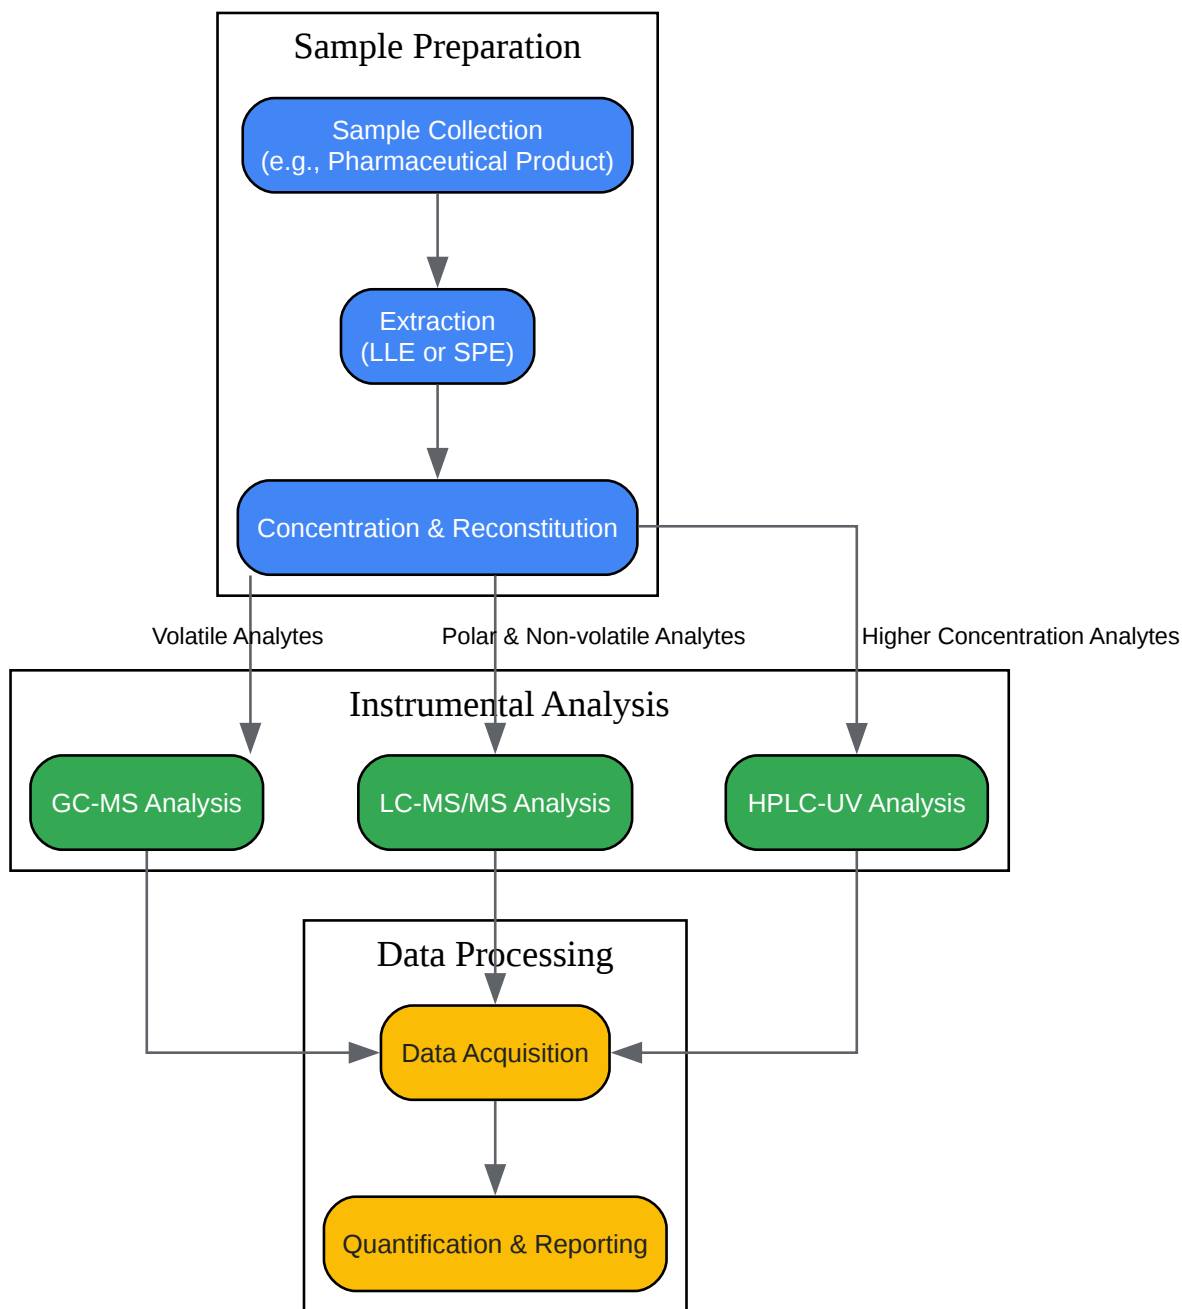 Sample Preparation
Sample Collection
(e.g., Pharmaceutical Product)
Extraction
(LLE or SPE)
Concentration & Reconstitution
Volatile Analytes
Polar & Non-volatile Analytes
Higher Concentration Analytes
Instrumental Analysis
GC-MS Analysis
LC-MS/MS Analysis
HPLC-UV Analysis
Data Processing
Data Acquisition
Quantification & Reporting